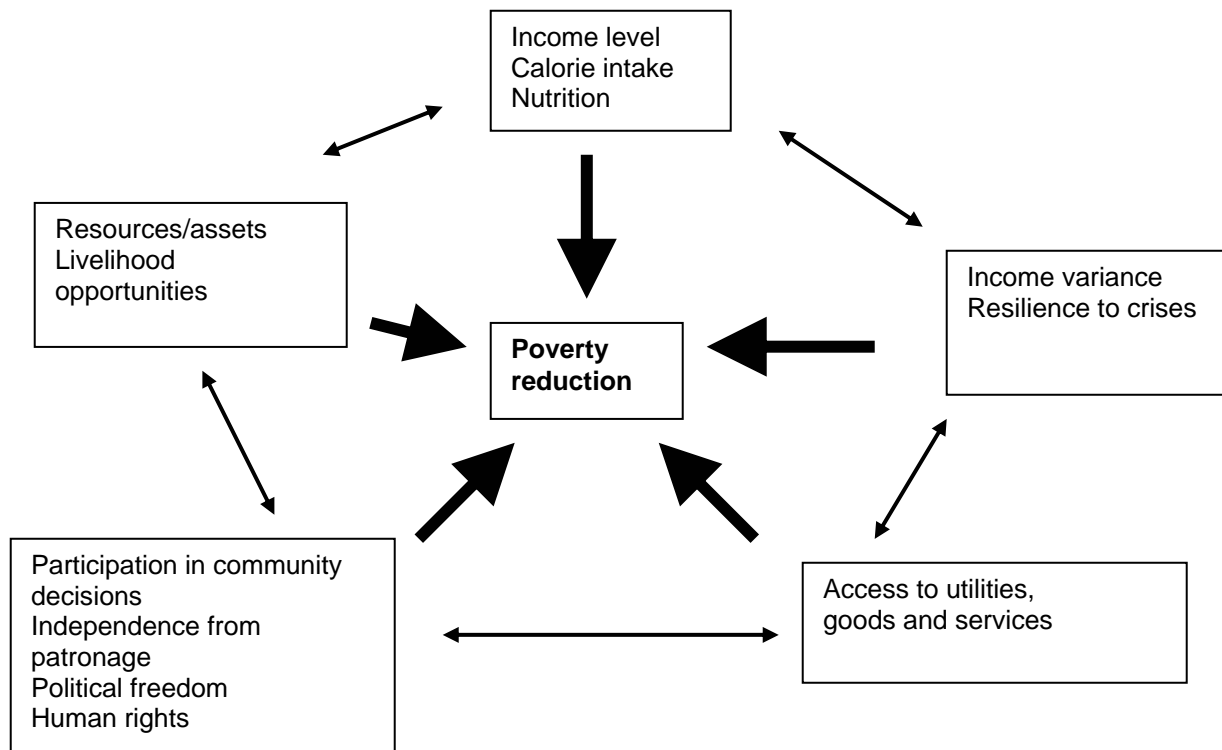 Income level
Calorie intake
Nutrition
Resources/assets
Livelihood
opportunities
Income variance
Resilience to crises
Poverty
reduction
Participation in community
decisions
Independence from
patronage
Political freedom
Human rights
Access to utilities,
goods and services